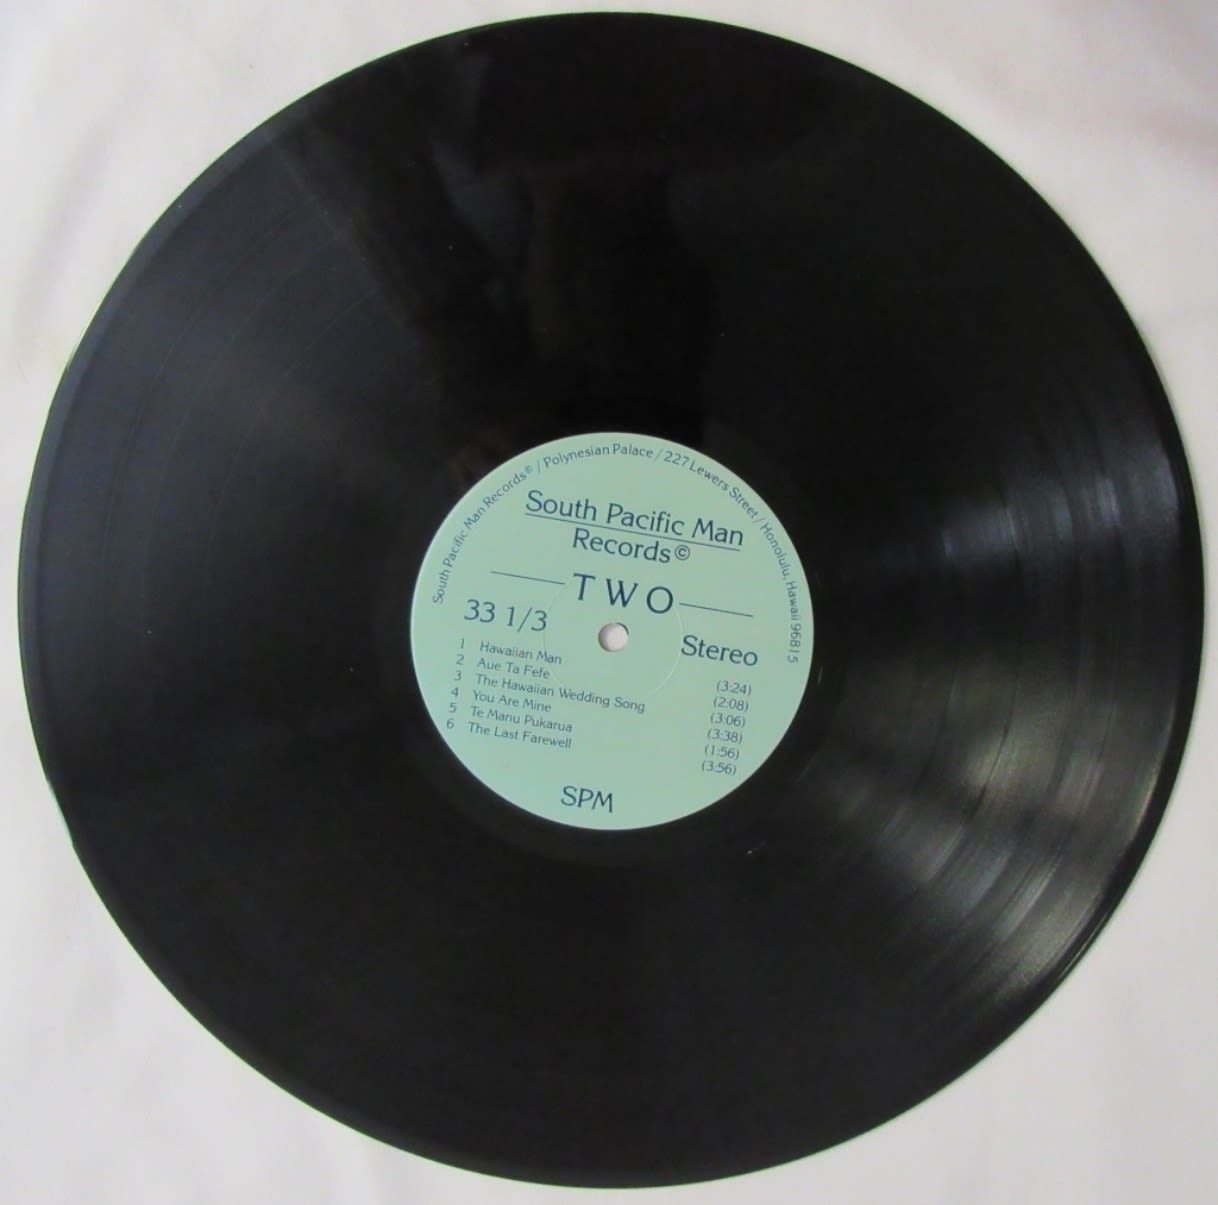 South Pacific Man Records© / Polynesian Palace / 227 Lewers Street / Honolulu, Hawaii 96815
South Pacific Man
Records©
TWO
33 1/3
Stereo
1 Hawaiian Man (3:24)
2 Aue Ta Fefe (2:08)
3 The Hawaiian Wedding Song (3:06)
4 You Are Mine (3:38)
5 Te Manu Pukarua (1:56)
6 The Last Farewell (3:56)
SPM